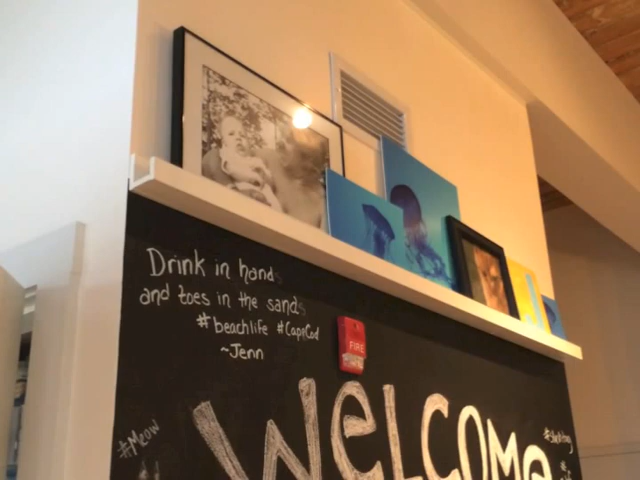 Drink in hand
and toes in the sand
#beachlife #CapeCod
~Jenn
FIRE
#Meow
WELCOME